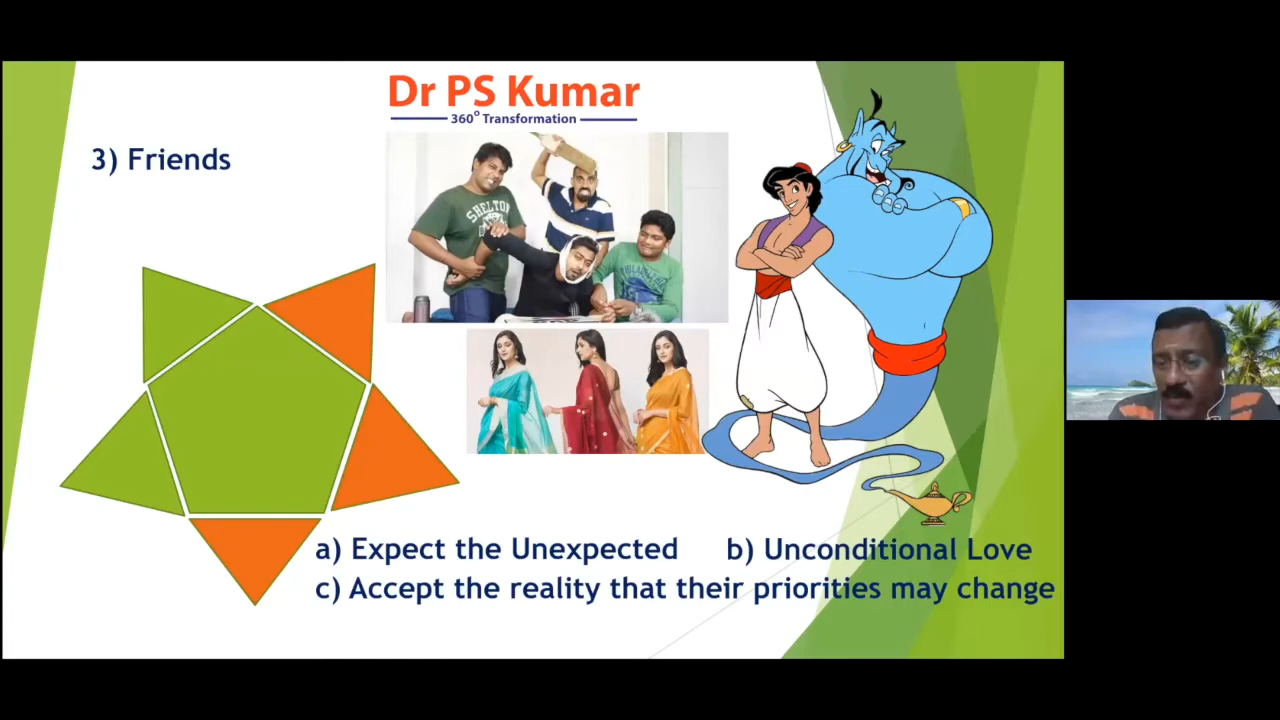 Dr PS Kumar
360° Transformation
3) Friends
SHELTON
a) Expect the Unexpected b) Unconditional Love
c) Accept the reality that their priorities may change